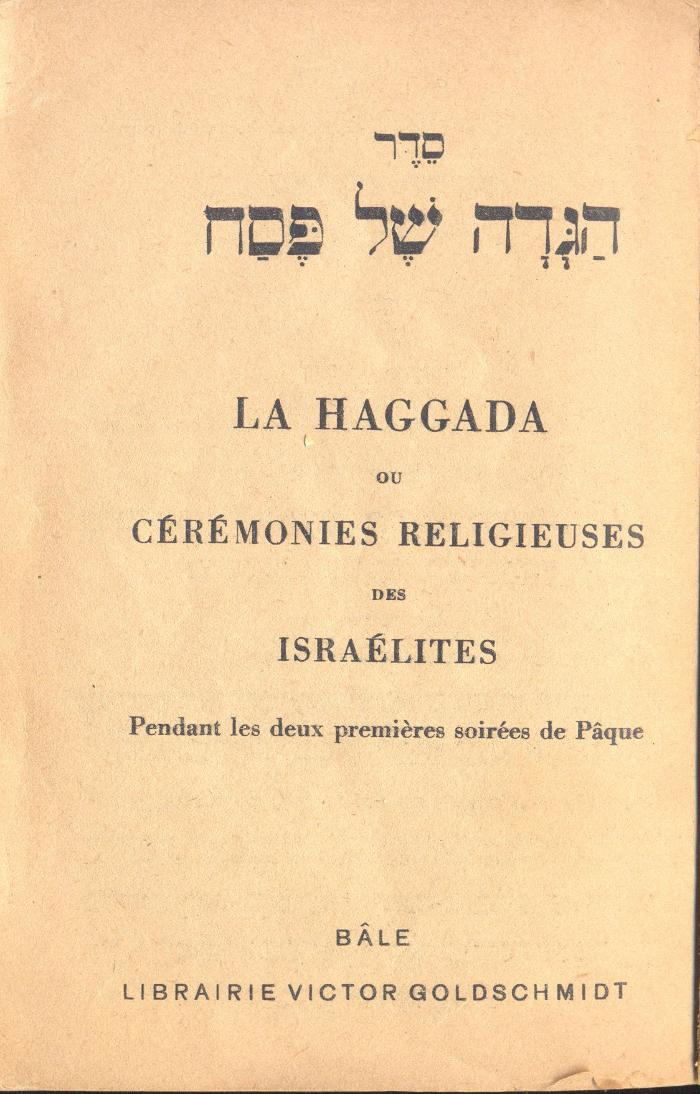 סֵדֶר
הַגָּדָה שֶׁל פֶּסַח
LA HAGGADA
OU
CÉRÉMONIES RELIGIEUSES
DES
ISRAÉLITES
Pendant les deux premières soirées de Pâque
BÂLE
LIBRAIRIE VICTOR GOLDSCHMIDT